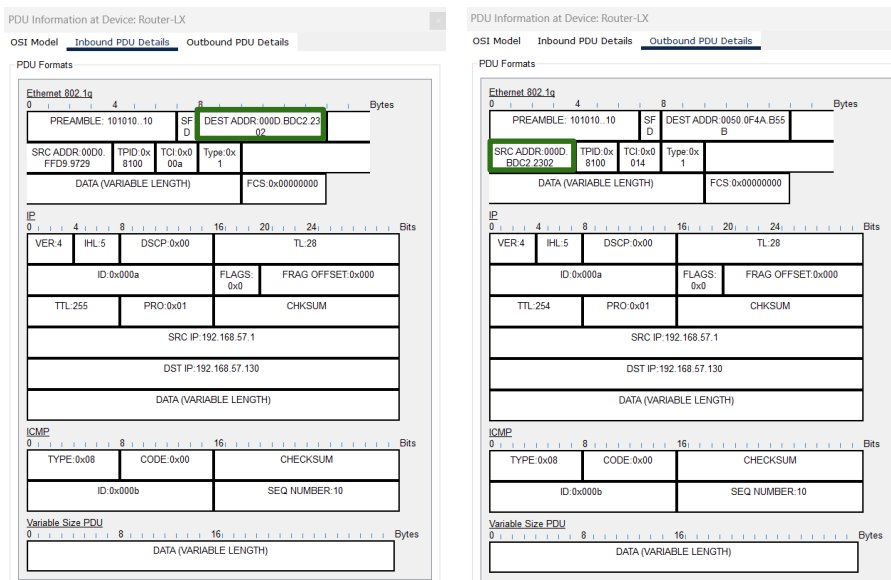 PDU Information at Device: Router-LX
OSI Model Inbound PDU Details Outbound PDU Details
PDU Formats
Ethernet 802.1q
0 4 8 Bytes
PREAMBLE: 101010..10 SF DEST ADDR:000D.BDC2.23
D 02
SRC ADDR:00D0. TPID:0x TCI:0x0 Type:0x
FFD9.9729 8100 00a 1
DATA (VARIABLE LENGTH) FCS:0x00000000
IP
0 4 8 16 20 24 Bits
VER:4 IHL:5 DSCP:0x00 TL:28
ID:0x000a FLAGS: FRAG OFFSET:0x000
0x0
TTL:255 PRO:0x01 CHKSUM
SRC IP:192.168.57.1
DST IP:192.168.57.130
DATA (VARIABLE LENGTH)
ICMP
0 8 16 Bits
TYPE:0x08 CODE:0x00 CHECKSUM
ID:0x000b SEQ NUMBER:10
Variable Size PDU
0 8 16 Bytes
DATA (VARIABLE LENGTH)
PDU Information at Device: Router-LX
OSI Model Inbound PDU Details Outbound PDU Details
PDU Formats
Ethernet 802.1q
0 4 8 Bytes
PREAMBLE: 101010..10 SF DEST ADDR:0050.0F4A.B55
D B
SRC ADDR:000D. TPID:0x TCI:0x0 Type:0x
BDC2.2302 8100 014 1
DATA (VARIABLE LENGTH) FCS:0x00000000
IP
0 4 8 16 20 24 Bits
VER:4 IHL:5 DSCP:0x00 TL:28
ID:0x000a FLAGS: FRAG OFFSET:0x000
0x0
TTL:254 PRO:0x01 CHKSUM
SRC IP:192.168.57.1
DST IP:192.168.57.130
DATA (VARIABLE LENGTH)
ICMP
0 8 16 Bits
TYPE:0x08 CODE:0x00 CHECKSUM
ID:0x000b SEQ NUMBER:10
Variable Size PDU
0 8 16 Bytes
DATA (VARIABLE LENGTH)